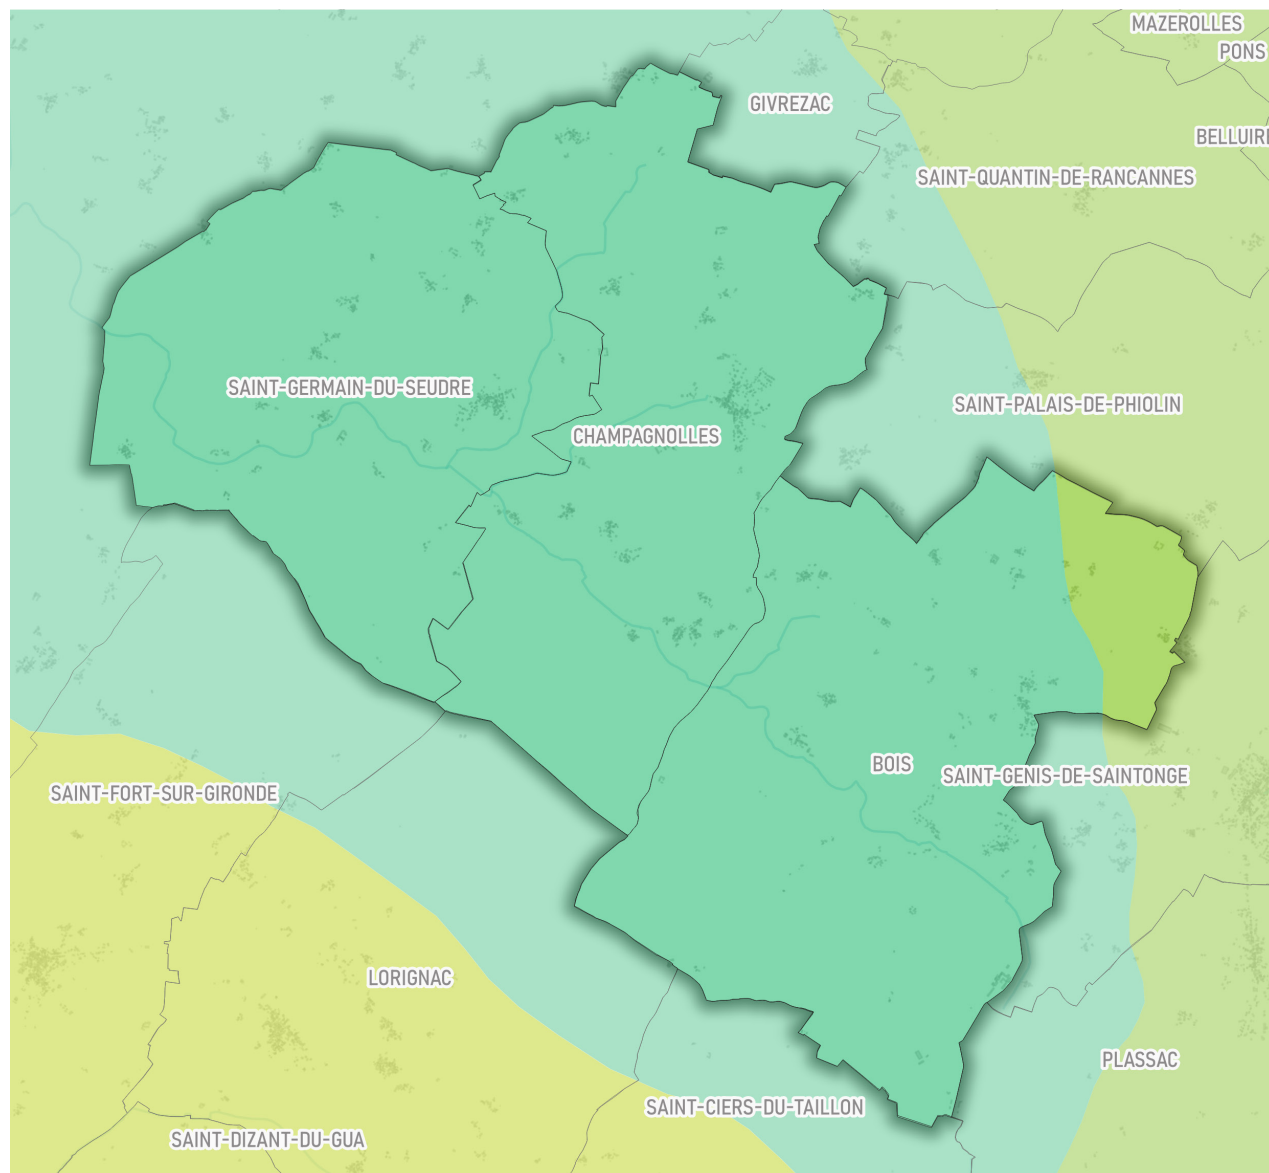 MAZEROLLES
PONS
GIVREZAC
BELLUIRE
SAINT-QUANTIN-DE-RANCANNES
SAINT-GERMAIN-DU-SEUDRE
SAINT-PALAIS-DE-PHIOLIN
CHAMPAGNOLLES
BOIS
SAINT-GENIS-DE-SAINTONGE
SAINT-FORT-SUR-GIRONDE
LORIGNAC
PLASSAC
SAINT-CIERS-DU-TAILLON
SAINT-DIZANT-DU-GUA